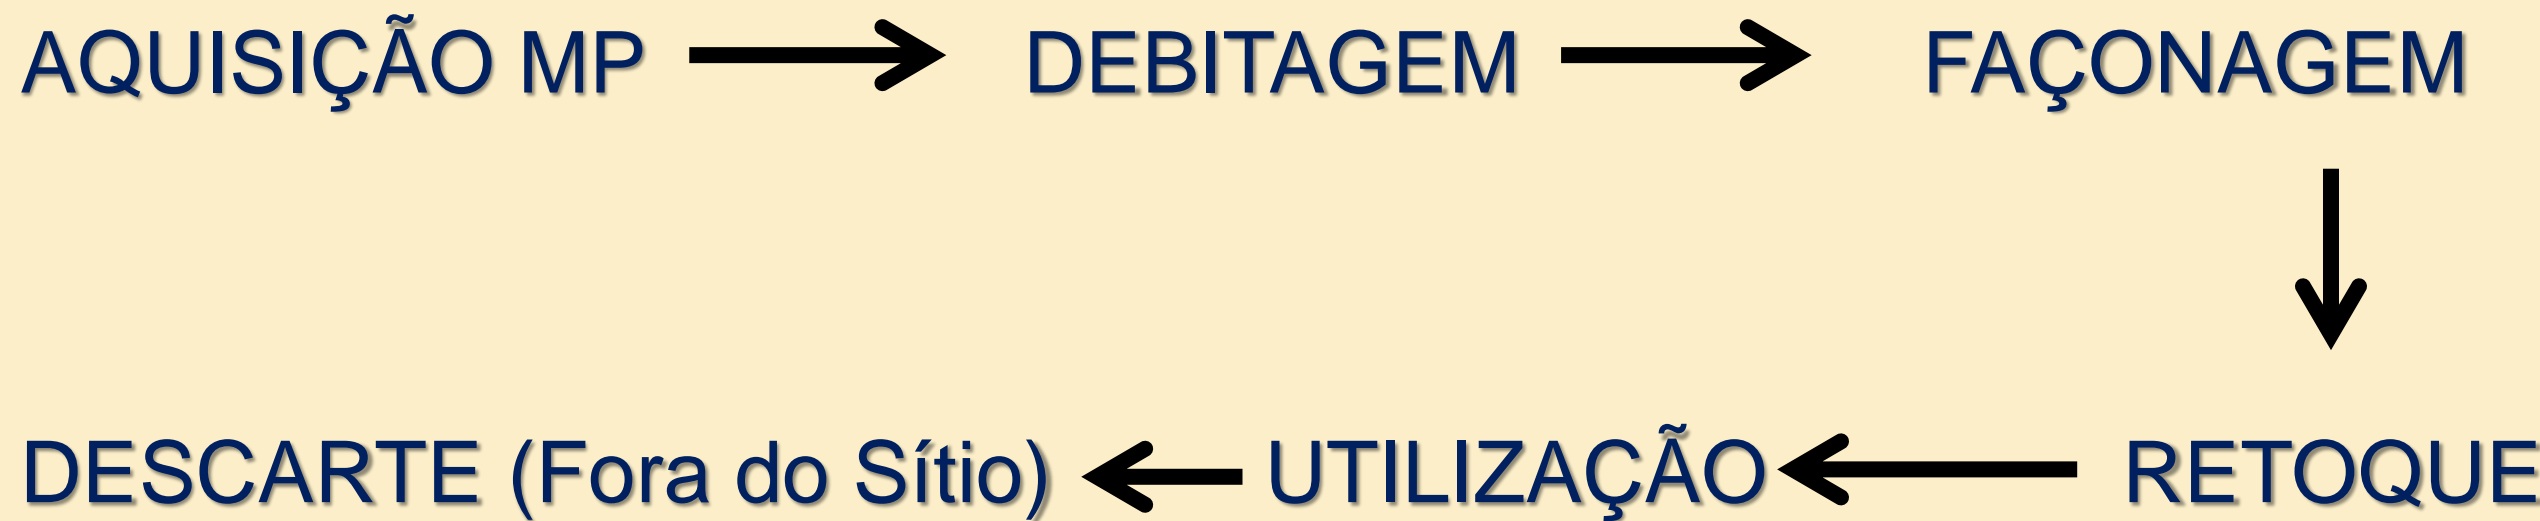 AQUISIÇÃO MP DEBITAGEM FAÇONAGEM
DESCARTE (Fora do Sítio) UTILIZAÇÃO RETOQUE